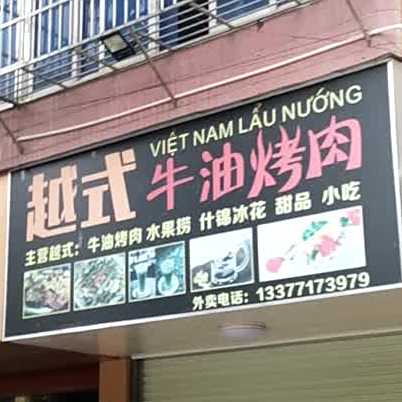 VIỆT NAM LẨU NƯỚNG
越式牛油烤肉
主营越式：牛油烤肉 水果捞 什锦冰花 甜品 小吃
外卖电话：13377173979